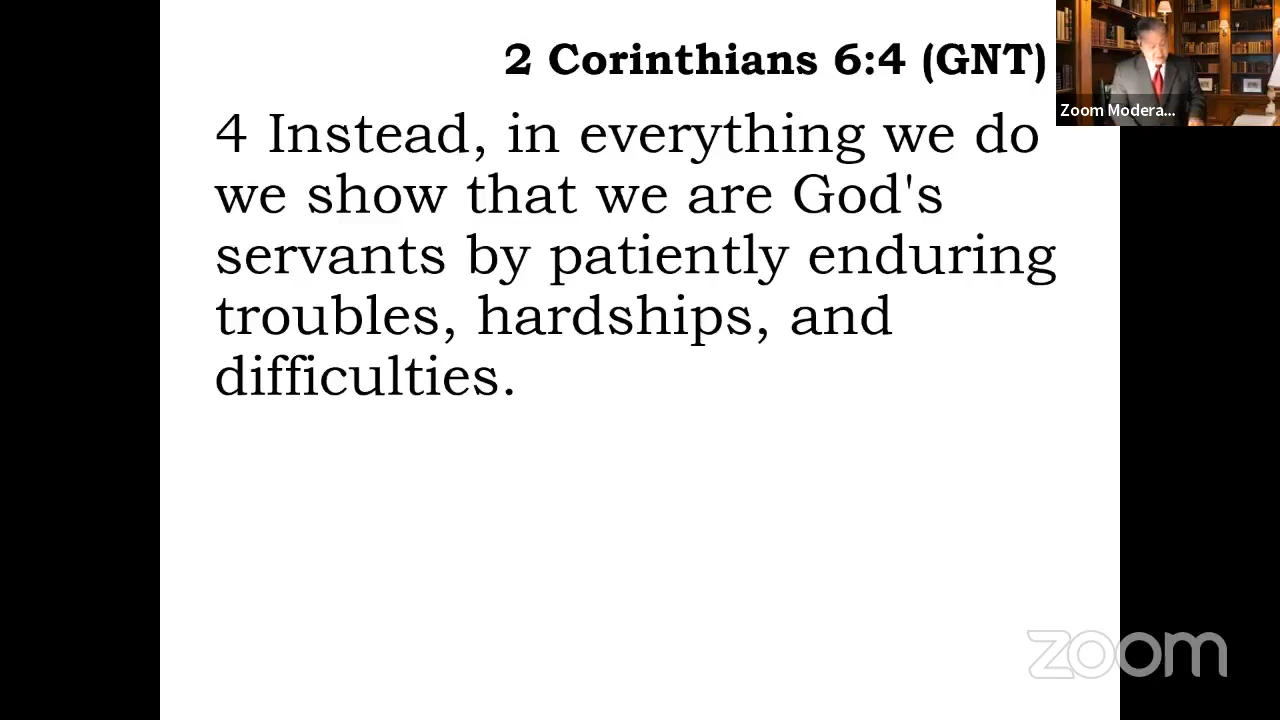 2 Corinthians 6:4 (GNT)
4 Instead, in everything we do
we show that we are God's
servants by patiently enduring
troubles, hardships, and
difficulties.
Zoom Modera...
zoom